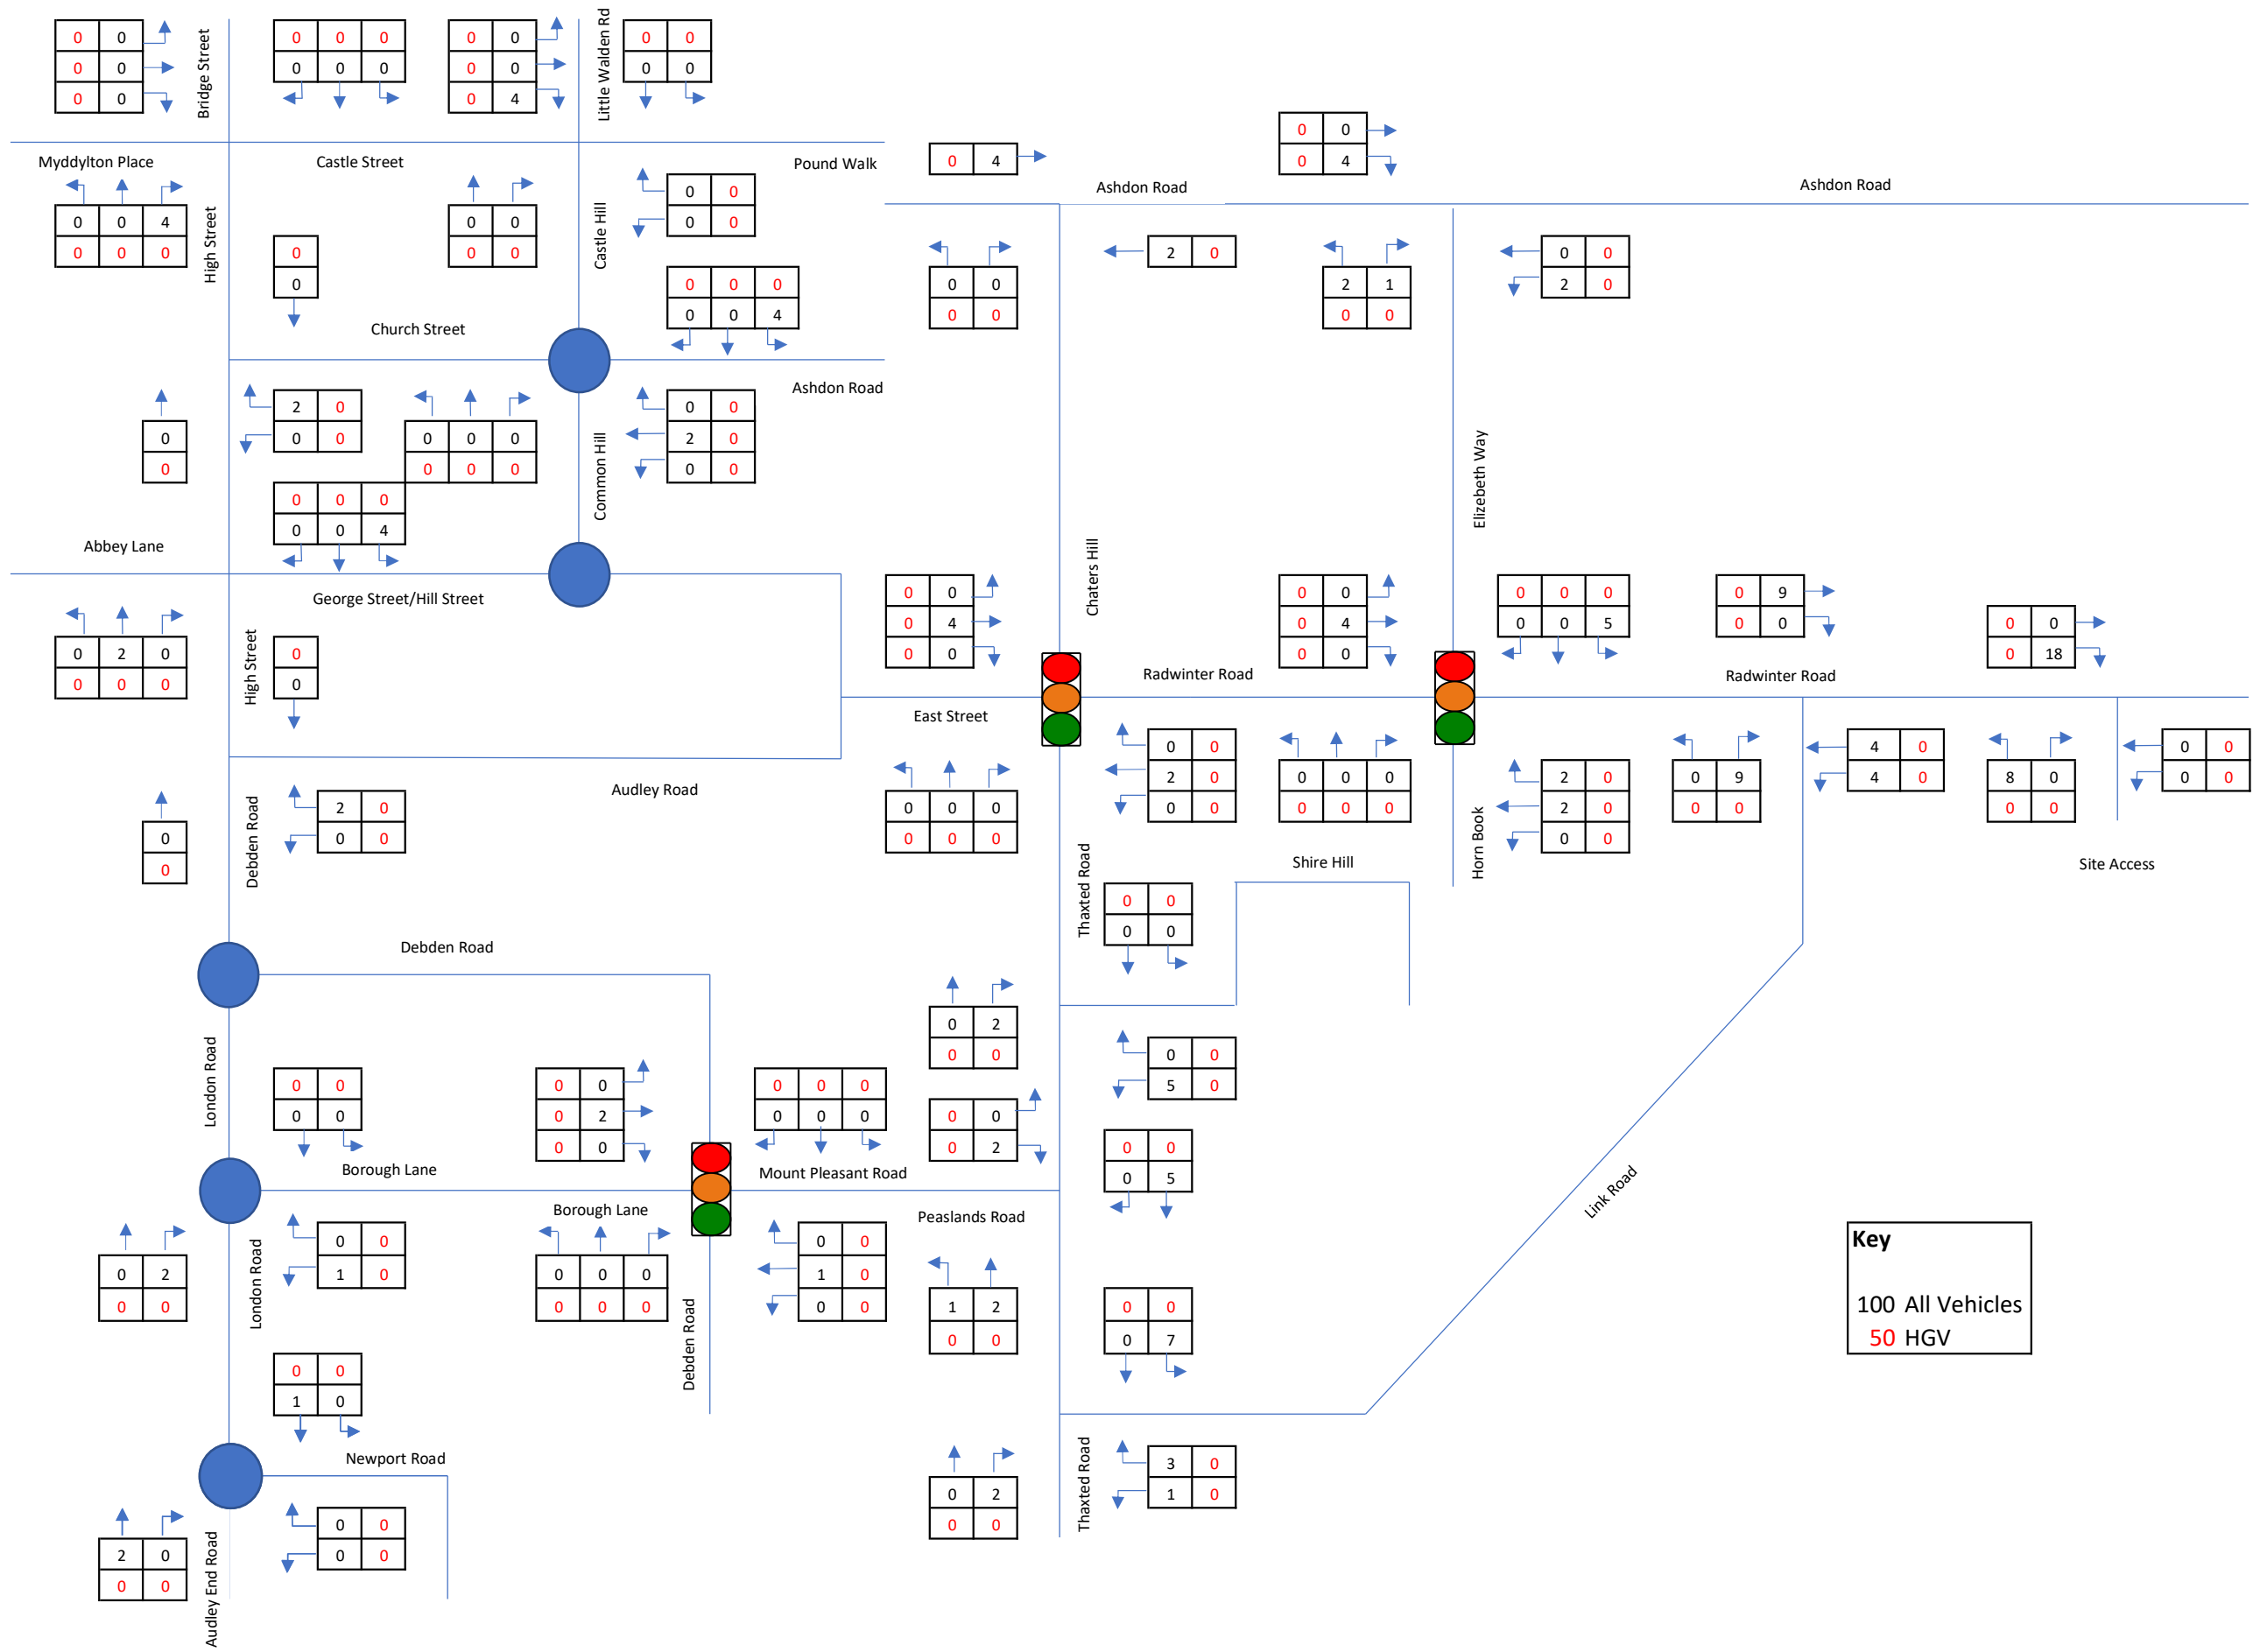 0 0
0 0
0 0
Bridge Street
0 0 0
0 0 0
0 0
0 0
0 4
Little Walden Rd
0 0
0 0
Myddylton Place
Castle Street
Pound Walk
0 4
Ashdon Road
0 0
0 4
Ashdon Road
0 0 4
0 0 0
High Street
0
0
0 0
0 0
Castle Hill
0 0
0 0
0 0 0
0 0 4
0 0
0 0
2 0
2 1
0 0
0 0
2 0
Church Street
Ashdon Road
0
0
2 0
0 0
0 0 0
0 0 0
Common Hill
0 0
2 0
0 0
0 0 0
0 0 4
Elizebeth Way
Abbey Lane
George Street/Hill Street
Chaters Hill
0 2 0
0 0 0
High Street
0
0
0 0
0 4
0 0
0 0
0 4
0 0
0 0 0
0 0 5
0 9
0 0
0 0
0 18
Radwinter Road
Radwinter Road
East Street
Audley Road
0
0
Debden Road
2 0
0 0
0 0 0
0 0 0
0 0
2 0
0 0
0 0 0
0 0 0
Horn Book
2 0
2 0
0 0
0 9
0 0
4 0
4 0
8 0
0 0
0 0
0 0
Shire Hill
Site Access
Thaxted Road
0 0
0 0
Debden Road
0 2
0 0
London Road
0 0
0 0
0 0
0 2
0 0
0 0 0
0 0 0
0 0
0 2
0 0
5 0
0 0
0 5
Borough Lane
Mount Pleasant Road
Borough Lane
Peaslands Road
Link Road
0 2
0 0
London Road
0 0
1 0
0 0 0
0 0 0
Debden Road
0 0
1 0
0 0
1 2
0 0
0 0
0 7
Key
100 All Vehicles
50 HGV
0 0
1 0
Newport Road
0 2
0 0
Thaxted Road
3 0
1 0
2 0
0 0
Audley End Road
0 0
0 0